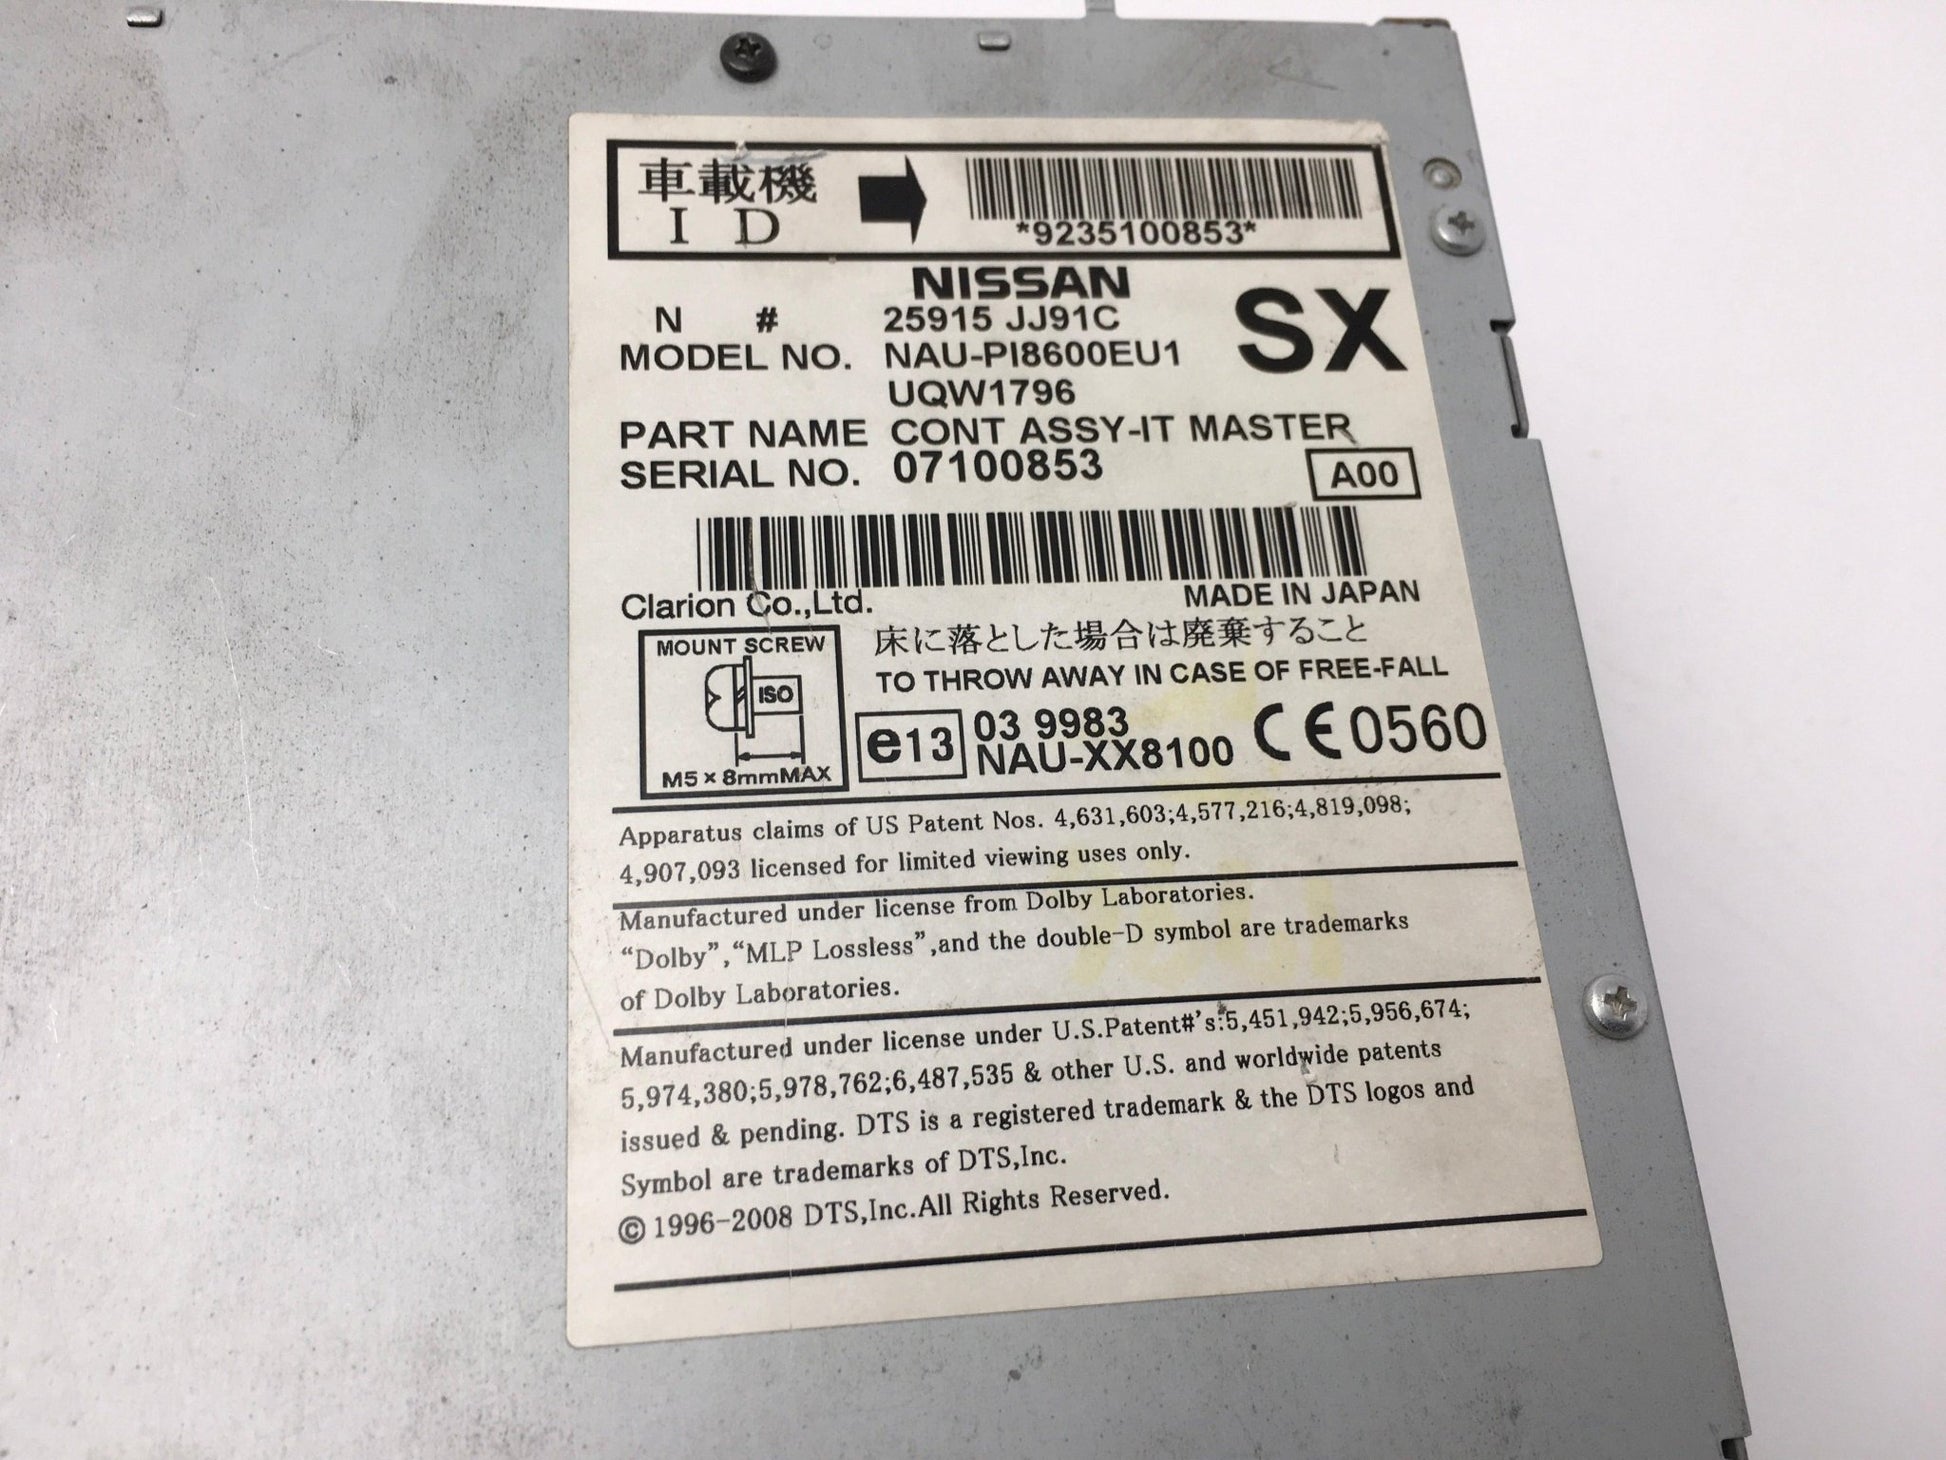 車載機
I D
*9235100853*
NISSAN
N # 25915 JJ91C
SX
MODEL NO. NAU-PI8600EU1
UQW1796
PART NAME CONT ASSY-IT MASTER
SERIAL NO. 07100853
A00
Clarion Co.,Ltd.
MADE IN JAPAN
MOUNT SCREW
ISO
M5×8mmMAX
床に落とした場合は廃棄すること
TO THROW AWAY IN CASE OF FREE-FALL
e13
03 9983
NAU-XX8100
CE0560
Apparatus claims of US Patent Nos. 4,631,603;4,577,216;4,819,098;
4,907,093 licensed for limited viewing uses only.
Manufactured under license from Dolby Laboratories.
“Dolby”,“MLP Lossless”,and the double-D symbol are trademarks
of Dolby Laboratories.
Manufactured under license under U.S.Patent#'s:5,451,942;5,956,674;
5,974,380;5,978,762;6,487,535 & other U.S. and worldwide patents
issued & pending. DTS is a registered trademark & the DTS logos and
Symbol are trademarks of DTS,Inc.
©1996-2008 DTS,Inc.All Rights Reserved.